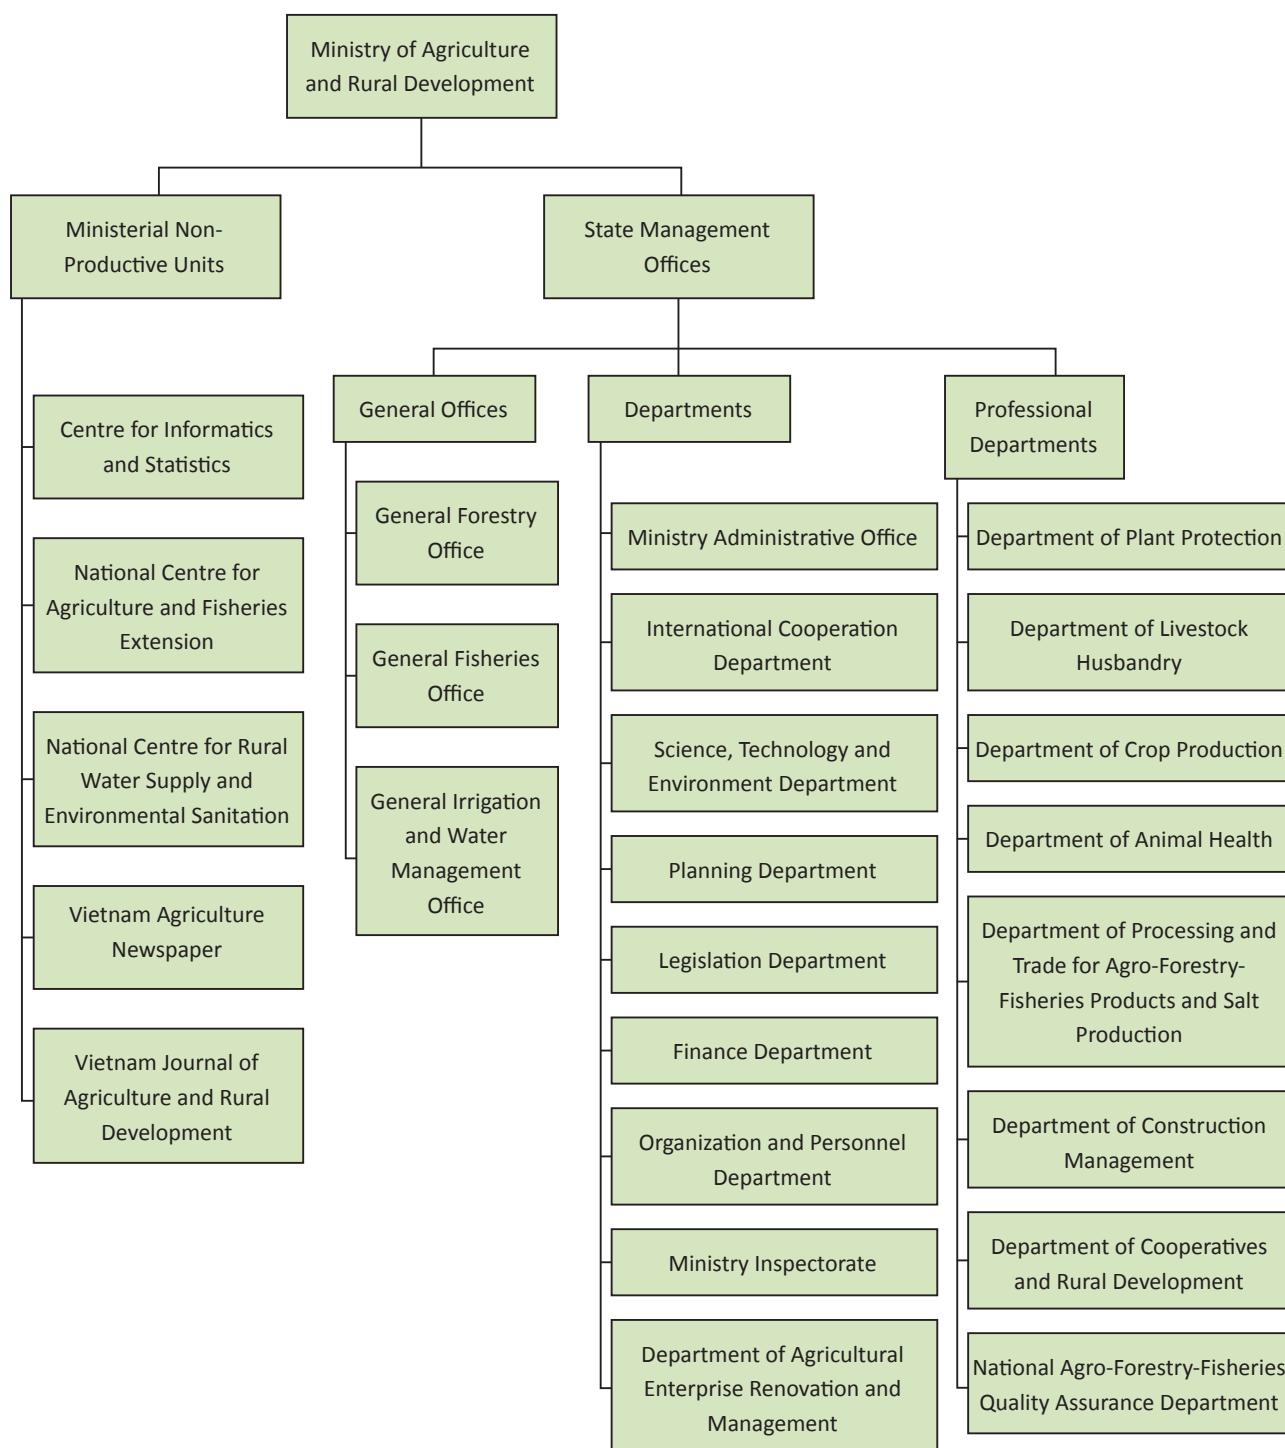 Ministry of Agriculture
and Rural Development
Ministerial Non-
Productive Units
State Management
Offices
Centre for Informatics
and Statistics
National Centre for
Agriculture and Fisheries
Extension
National Centre for Rural
Water Supply and
Environmental Sanitation
Vietnam Agriculture
Newspaper
Vietnam Journal of
Agriculture and Rural
Development
General Offices
General Forestry
Office
General Fisheries
Office
General Irrigation
and Water
Management
Office
Departments
Ministry Administrative Office
International Cooperation
Department
Science, Technology and
Environment Department
Planning Department
Legislation Department
Finance Department
Organization and Personnel
Department
Ministry Inspectorate
Department of Agricultural
Enterprise Renovation and
Management
Professional
Departments
Department of Plant Protection
Department of Livestock
Husbandry
Department of Crop Production
Department of Animal Health
Department of Processing and
Trade for Agro-Forestry-
Fisheries Products and Salt
Production
Department of Construction
Management
Department of Cooperatives
and Rural Development
National Agro-Forestry-Fisheries
Quality Assurance Department